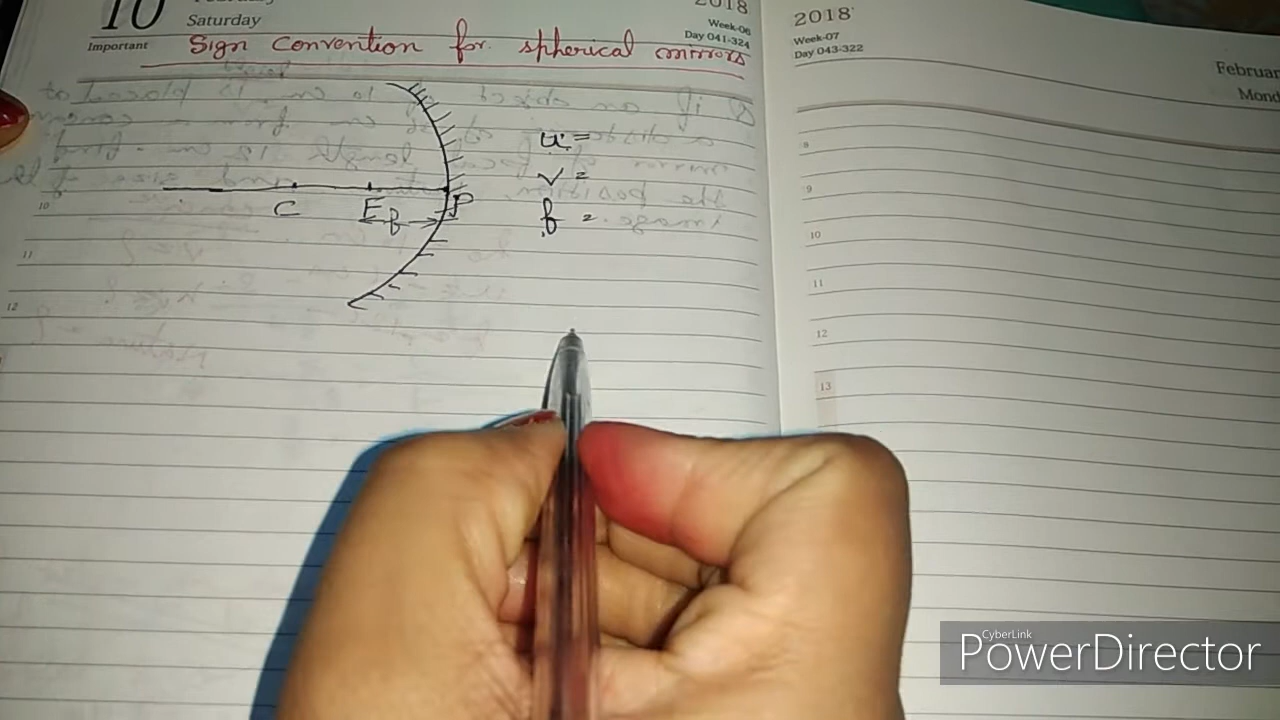 10
Saturday
Important
2018
Week-06
Day 041-324
Sign Convention for spherical mirrors
u =
v =
f =
C F P
f
10
11
12
2018
Week-07
Day 043-322
Februar
Mond
8
9
10
11
12
13
CyberLink
PowerDirector